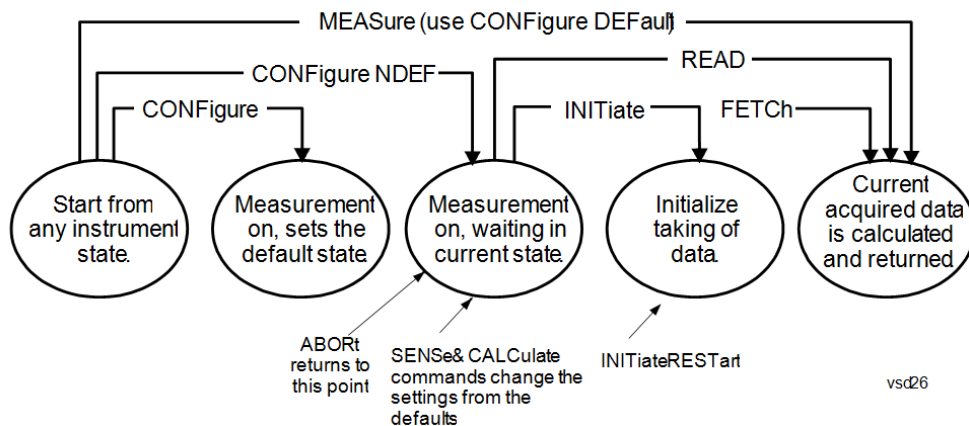 MEASure (use CONFigure DEFault)
READ
CONFigure NDEF
CONFigure
INITiate
FETCh
Start from
any instrument
state.
Measurement
on, sets the
default state.
Measurement
on, waiting in
current state.
Initialize
taking of
data.
Current
acquired data
is calculated
and returned
ABORt
returns to
this point
SENSe& CALCulate
commands change the
settings from the
defaults
INITiateRESTart
vsd26